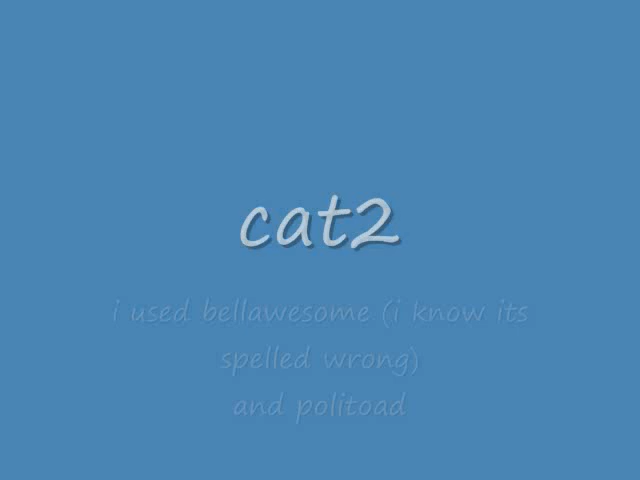 cat2
i used bellawesome (i know its
spelled wrong)
and politoad